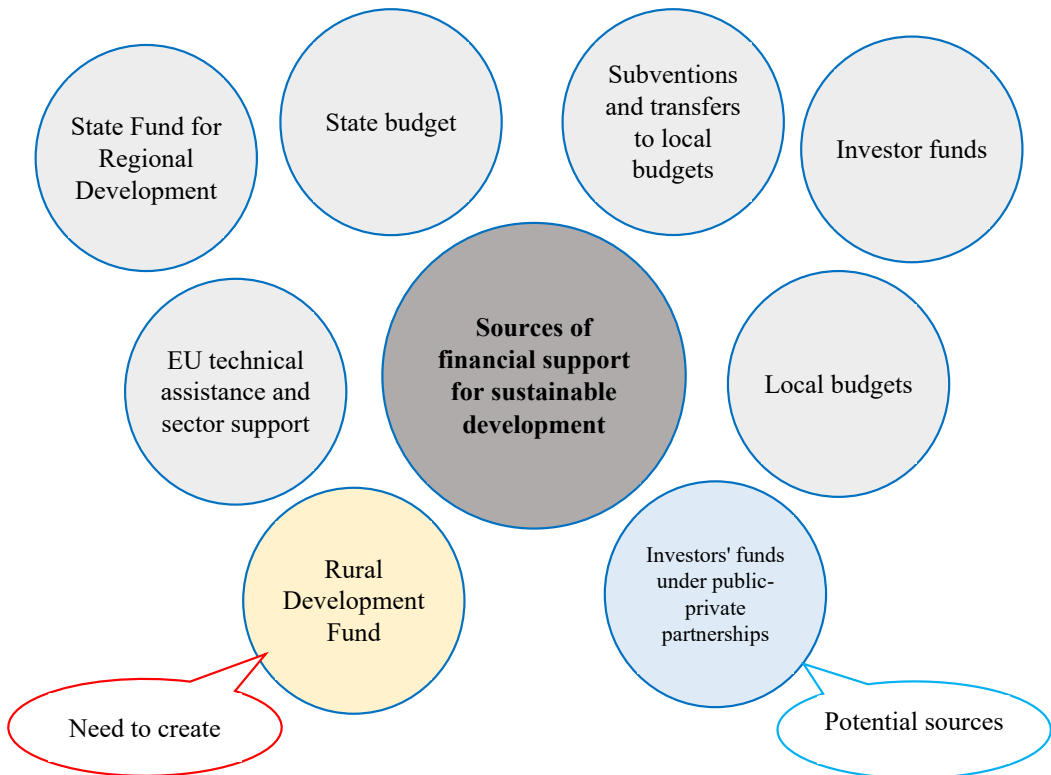 State Fund for
Regional
Development
State budget
Subventions
and transfers
to local
budgets
Investor funds
EU technical
assistance and
sector support
Sources of
financial support
for sustainable
development
Local budgets
Rural
Development
Fund
Investors' funds
under public-
private
partnerships
Need to create
Potential sources